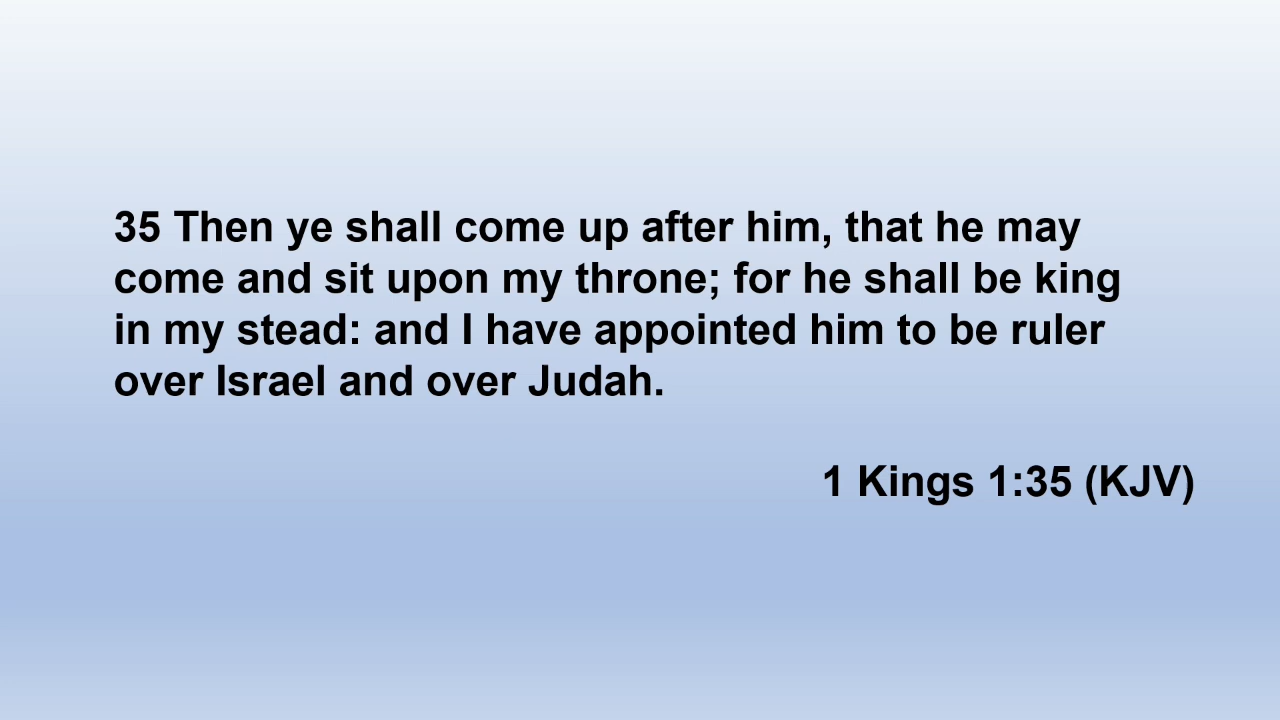 35 Then ye shall come up after him, that he may
come and sit upon my throne; for he shall be king
in my stead: and I have appointed him to be ruler
over Israel and over Judah.
1 Kings 1:35 (KJV)